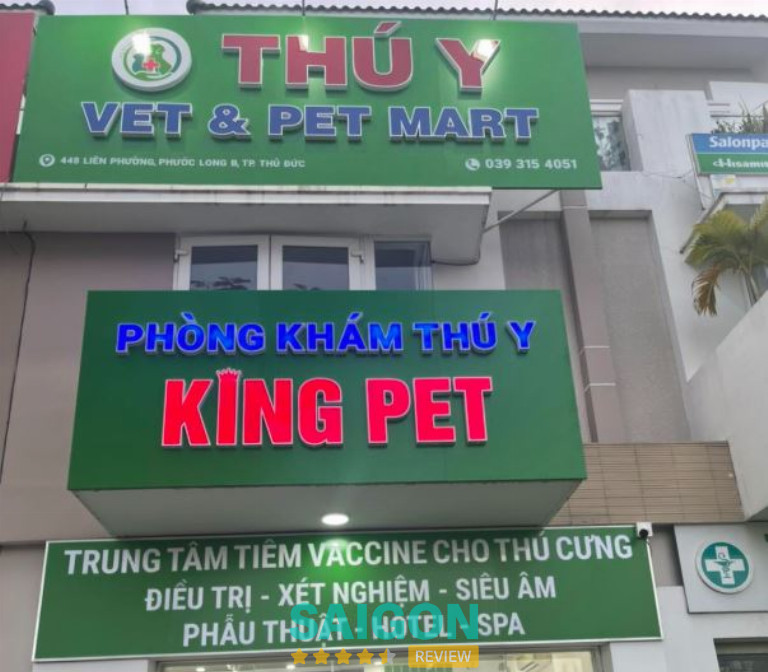 THÚ Y
VET & PET MART
448 LIÊN PHƯỜNG, PHƯỚC LONG B, TP. THỦ ĐỨC
039 315 4051
Salonpa
PHÒNG KHÁM THÚ Y
KING PET
TRUNG TÂM TIÊM VACCINE CHO THÚ CƯNG
ĐIỀU TRỊ - XÉT NGHIỆM - SIÊU ÂM
PHẪU THUẬT - HOTEL - SPA
SAIGON
REVIEW